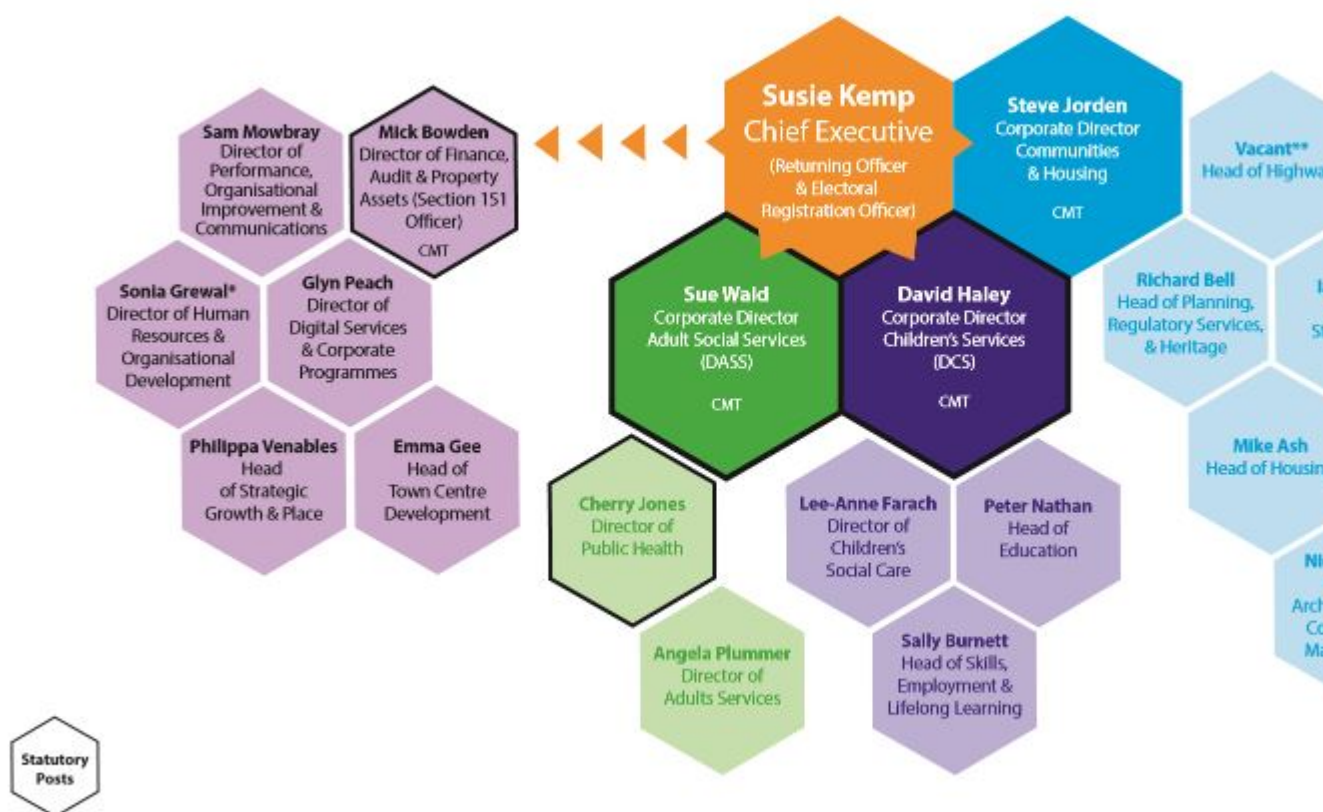 Susie Kemp
Chief Executive
(Returning Officer
& Electoral
Registration Officer)
Steve Jorden
Corporate Director
Communities
& Housing
CMT
Sam Mowbray
Director of
Performance,
Organisational
Improvement &
Communications
Mick Bowden
Director of Finance,
Audit & Property
Assets (Section 151
Officer)
CMT
Vacant**
Head of
Sonia Grewal*
Director of Human
Resources &
Organisational
Development
Glyn Peach
Director of
Digital Services
& Corporate
Programmes
Sue Wald
Corporate Director
Adult Social Services
(DASS)
CMT
David Haley
Corporate Director
Children's Services
(DCS)
CMT
Richard Bell
Head of Planning,
Regulatory Services,
& Heritage
Philippa Venables
Head
of Strategic
Growth & Place
Emma Gee
Head of
Town Centre
Development
Cherry Jones
Director of
Public Health
Lee-Anne Farach
Director of
Children's
Social Care
Peter Nathan
Head of
Education
Mike Ash
Head of
Angela Plummer
Director of
Adults Services
Sally Burnett
Head of Skills,
Employment &
Lifelong Learning
Statutory
Posts